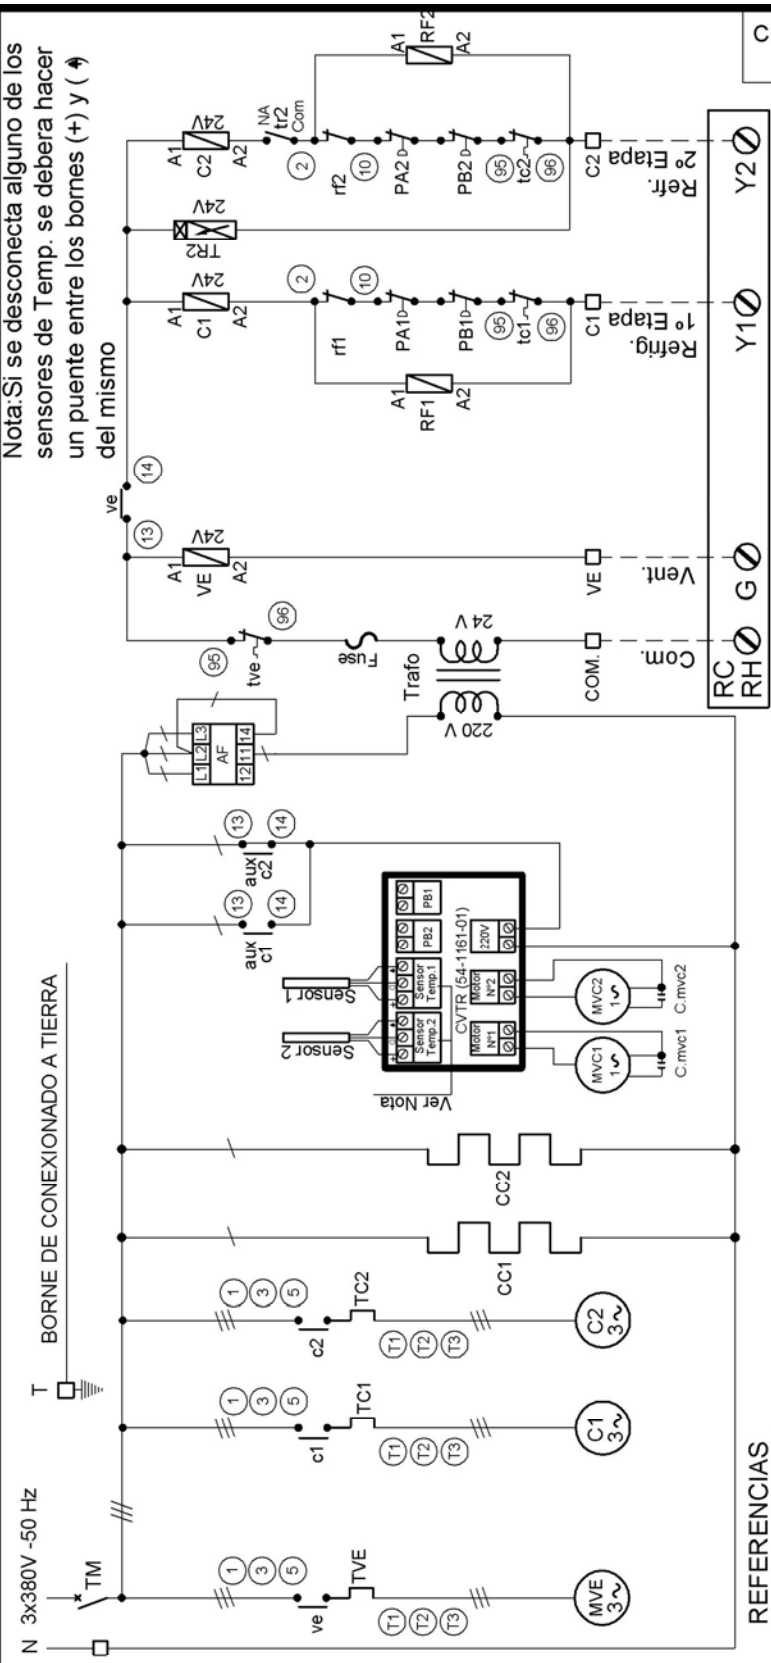 Nota:Si se desconecta alguno de los
sensores de Temp. se debera hacer
un puente entre los bornes (+) y ( )
del mismo
C
N
3x380V -50 Hz
TM
T
BORNE DE CONEXIONADO A TIERRA
1
3
5
ve
TVE
T1
T2
T3
MVE
3~
1
3
5
c1
TC1
T1
T2
T3
C1
3~
1
3
5
c2
TC2
T1
T2
T3
C2
3~
CC1
CC2
Ver Nota
Sensor 2
Sensor 1
Sensor
Temp.2
Sensor
Temp.1
PB2
PB1
CVTR (54-1161-01)
Motor
Nº1
Motor
Nº2
220V
MVC1
1~
C.mvc1
MVC2
1~
C.mvc2
aux
c1
13
14
aux
c2
13
14
L1 L2 L3
AF
12 11 14
95
tve
96
Fuse
Trafo
220 V
24 V
COM.
Com.
RC
RH
A1
VE
A2
24V
VE
Vent.
G
13
ve
14
A1
C1
A2
24V
2
rf1
10
PA1
PB1
95
tc1
96
A1
RF1
A2
C1
1º Etapa
Refrig.
Y1
TR2
24V
A1
C2
A2
24V
NA
tr2
Com
2
rf2
10
PA2
PB2
95
tc2
96
A1
RF2
A2
C2
2º Etapa
Refr.
Y2
REFERENCIAS